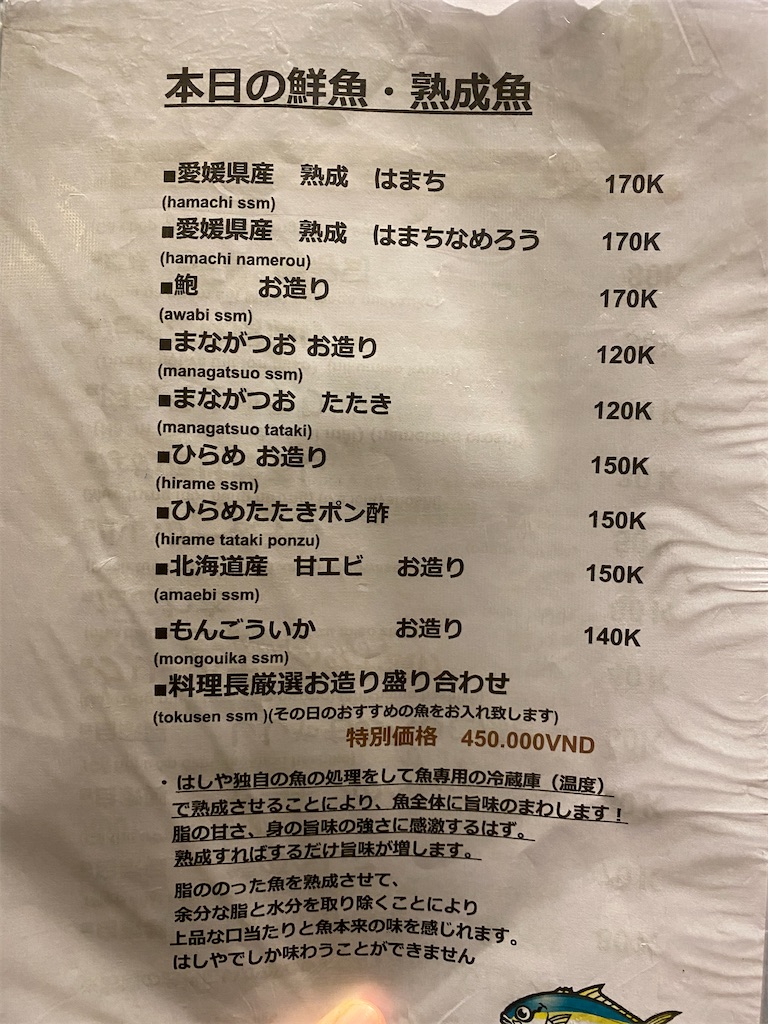 本日の鮮魚・熟成魚
■愛媛県産 熟成 はまち 170K
(hamachi ssm)
■愛媛県産 熟成 はまちなめろう 170K
(hamachi namerou)
■鮑 お造り 170K
(awabi ssm)
■まながつお お造り 120K
(managatsuo ssm)
■まながつお たたき 120K
(managatsuo tataki)
■ひらめ お造り 150K
(hirame ssm)
■ひらめたたきポン酢 150K
(hirame tataki ponzu)
■北海道産 甘エビ お造り 150K
(amaebi ssm)
■もんごういか お造り 140K
(mongouika ssm)
■料理長厳選お造り盛り合わせ
(tokusen ssm )(その日のおすすめの魚をお入れ致します)
特別価格 450.000VND
・はしや独自の魚の処理をして魚専用の冷蔵庫（温度）
で熟成させることにより、魚全体に旨味のまわします！
脂の甘さ、身の旨味の強さに感激するはず。
熟成すればするだけ旨味が増します。
脂ののった魚を熟成させて、
余分な脂と水分を取り除くことにより
上品な口当たりと魚本来の味を感じれます。
はしやでしか味わうことができません